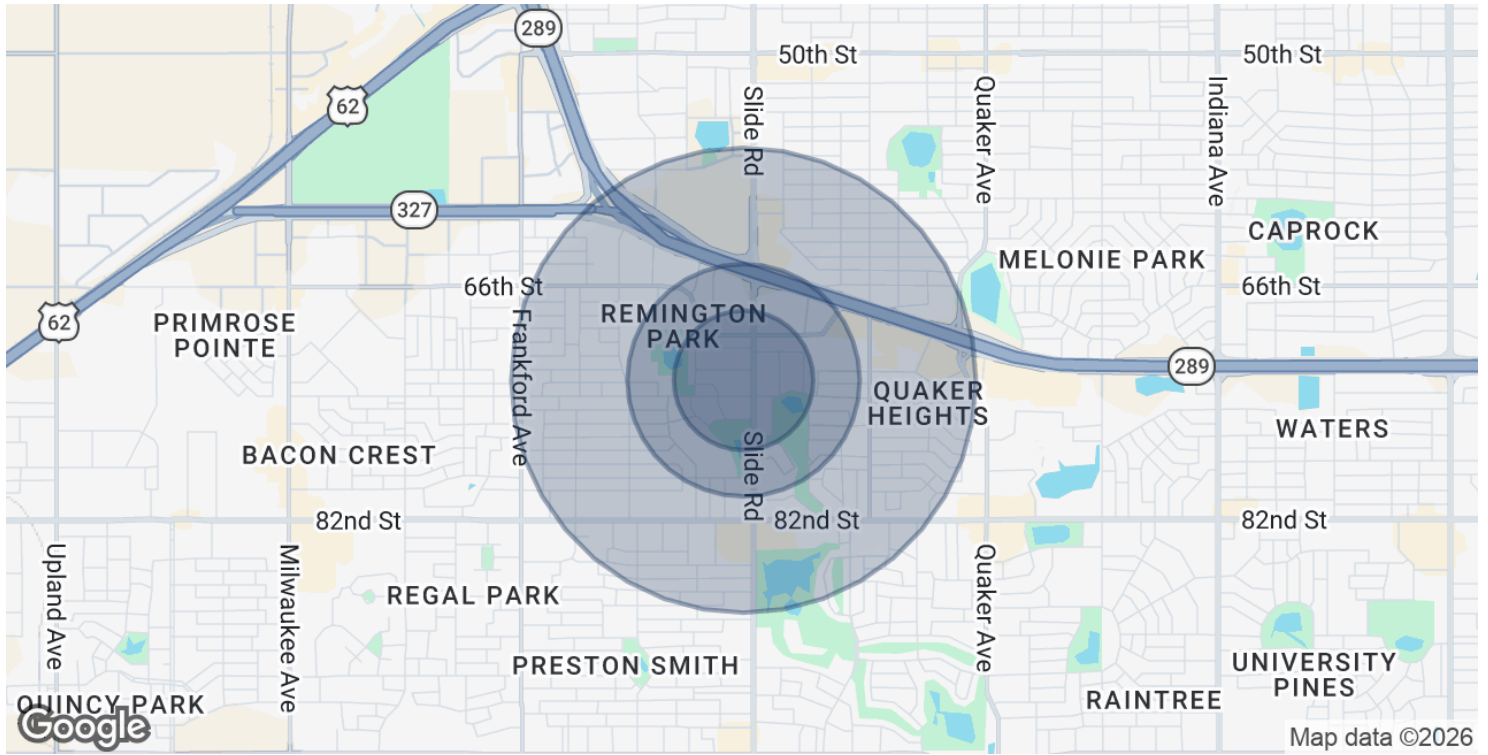 289
50th St
50th St
62
Slide Rd
Quaker Ave
Indiana Ave
327
CAPROCK
MELONIE PARK
66th St
66th St
62
PRIMROSE
POINTE
REMINGTON
PARK
Frankford Ave
289
QUAKER
HEIGHTS
WATERS
BACON CREST
Slide Rd
82nd St
82nd St
82nd St
Upland Ave
Milwaukee Ave
Quaker Ave
REGAL PARK
PRESTON SMITH
UNIVERSITY
PINES
RAINTREE
QUINCY PARK
Google
Map data ©2026